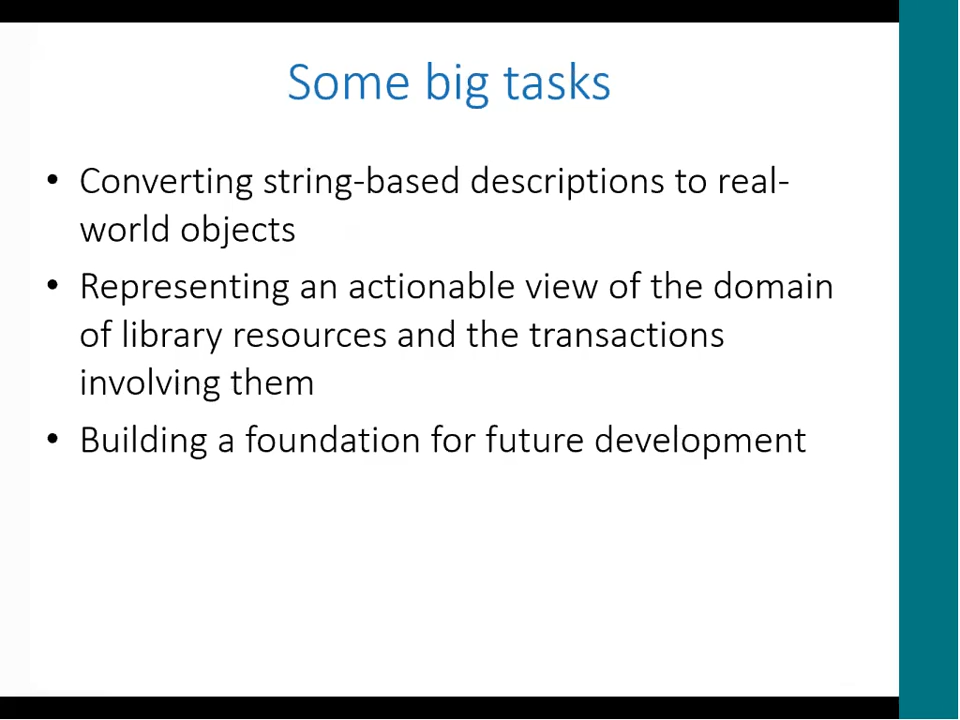 Some big tasks
• Converting string-based descriptions to real-
world objects
• Representing an actionable view of the domain
of library resources and the transactions
involving them
• Building a foundation for future development